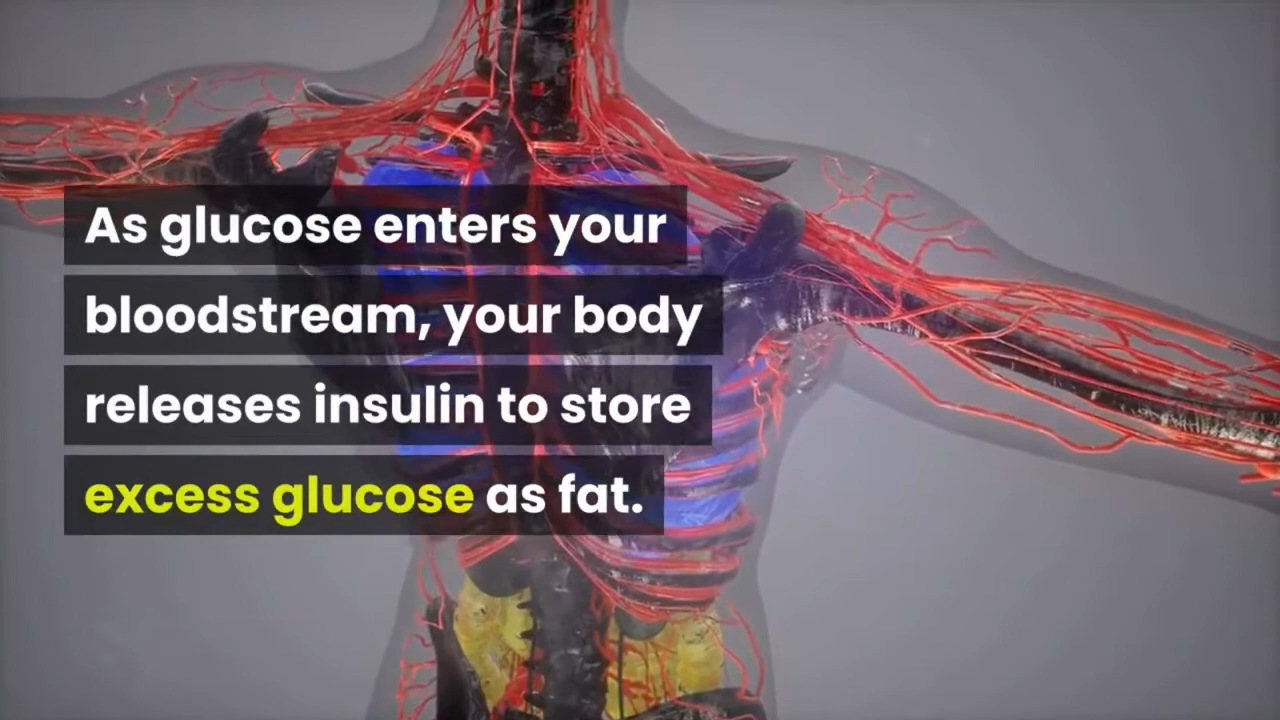 As glucose enters your
bloodstream, your body
releases insulin to store
excess glucose as fat.